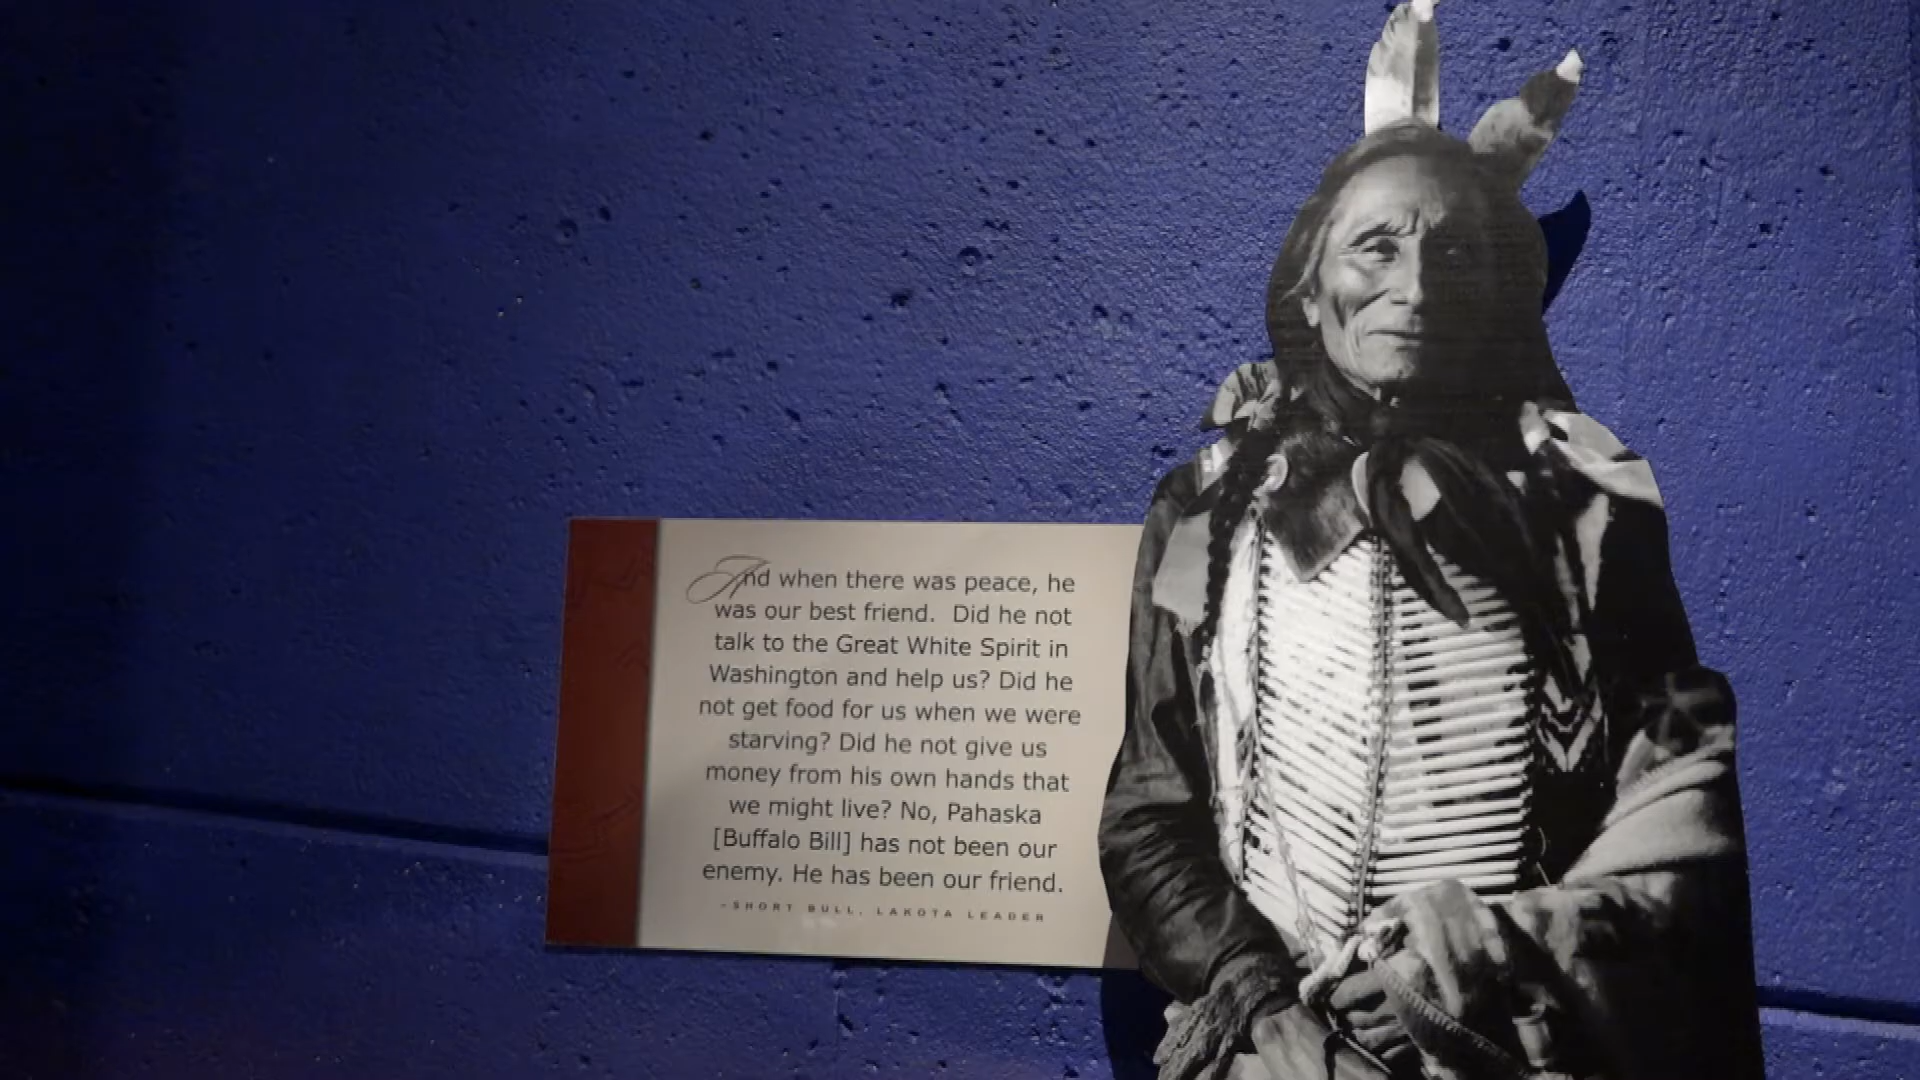 And when there was peace, he
was our best friend.  Did he not
talk to the Great White Spirit in
Washington and help us? Did he
not get food for us when we were
starving? Did he not give us
money from his own hands that
we might live? No, Pahaska
[Buffalo Bill] has not been our
enemy. He has been our friend.
–SHORT BULL, LAKOTA LEADER